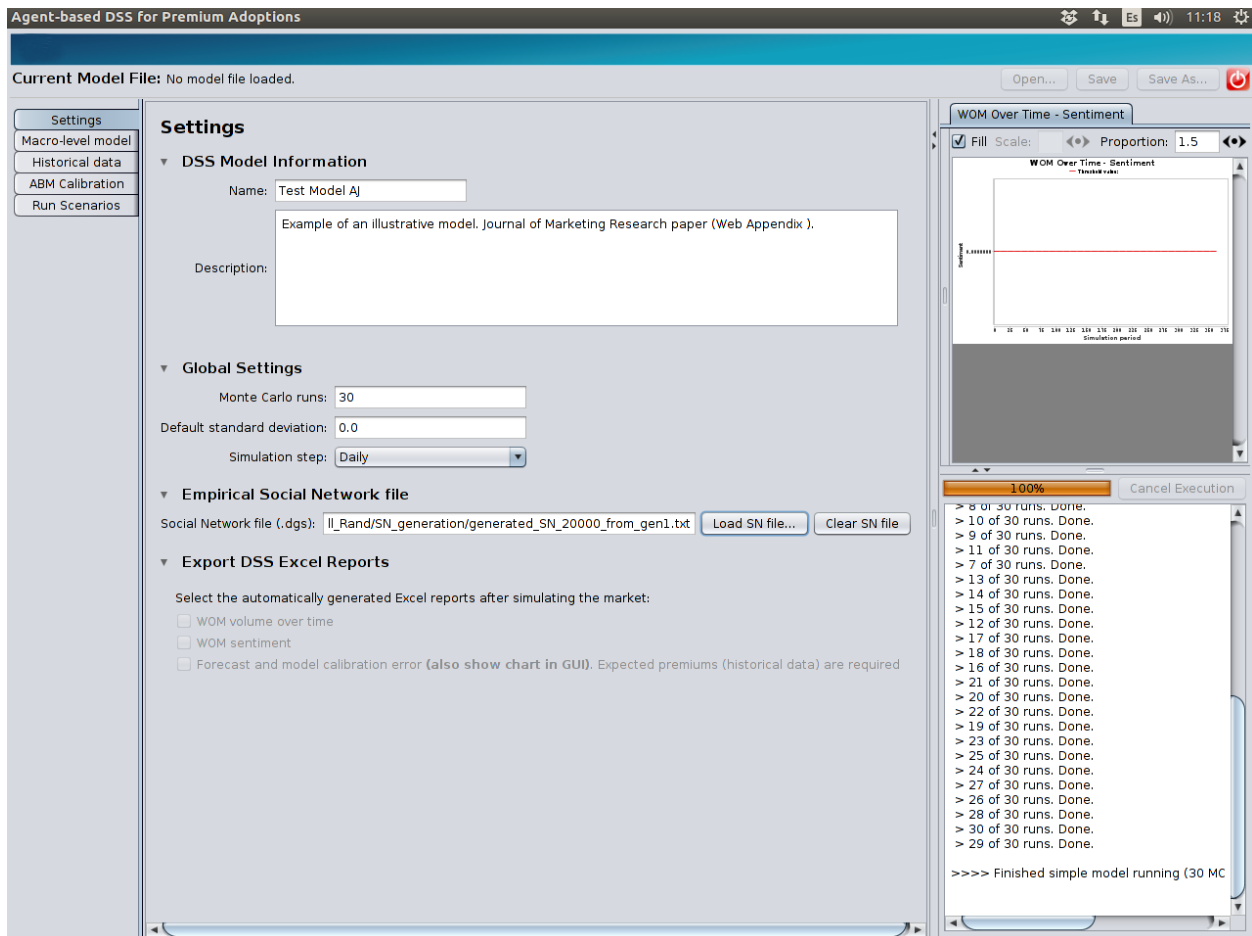 Agent-based DSS for Premium Adoptions
Es
11:18
Current Model File: No model file loaded.
Open...
Save
Save As...
Settings
Macro-level model
Historical data
ABM Calibration
Run Scenarios
Settings
DSS Model Information
Name: Test Model AJ
Description:
Example of an illustrative model. Journal of Marketing Research paper (Web Appendix ).
Global Settings
Monte Carlo runs: 30
Default standard deviation: 0.0
Simulation step: Daily
Empirical Social Network file
Social Network file (.dgs): ll_Rand/SN_generation/generated_SN_20000_from_gen1.txt Load SN file... Clear SN file
Export DSS Excel Reports
Select the automatically generated Excel reports after simulating the market:
WOM volume over time
WOM sentiment
Forecast and model calibration error (also show chart in GUI). Expected premiums (historical data) are required
WOM Over Time - Sentiment
Fill Scale: Proportion: 1.5
WOM Over Time - Sentiment
Threshold value
Sentiment
Simulation period
100%
Cancel Execution
> 8 of 30 runs. Done.
> 10 of 30 runs. Done.
> 9 of 30 runs. Done.
> 11 of 30 runs. Done.
> 7 of 30 runs. Done.
> 13 of 30 runs. Done.
> 14 of 30 runs. Done.
> 15 of 30 runs. Done.
> 12 of 30 runs. Done.
> 17 of 30 runs. Done.
> 18 of 30 runs. Done.
> 16 of 30 runs. Done.
> 21 of 30 runs. Done.
> 20 of 30 runs. Done.
> 22 of 30 runs. Done.
> 19 of 30 runs. Done.
> 23 of 30 runs. Done.
> 25 of 30 runs. Done.
> 24 of 30 runs. Done.
> 27 of 30 runs. Done.
> 26 of 30 runs. Done.
> 28 of 30 runs. Done.
> 30 of 30 runs. Done.
> 29 of 30 runs. Done.
>>>> Finished simple model running (30 MC